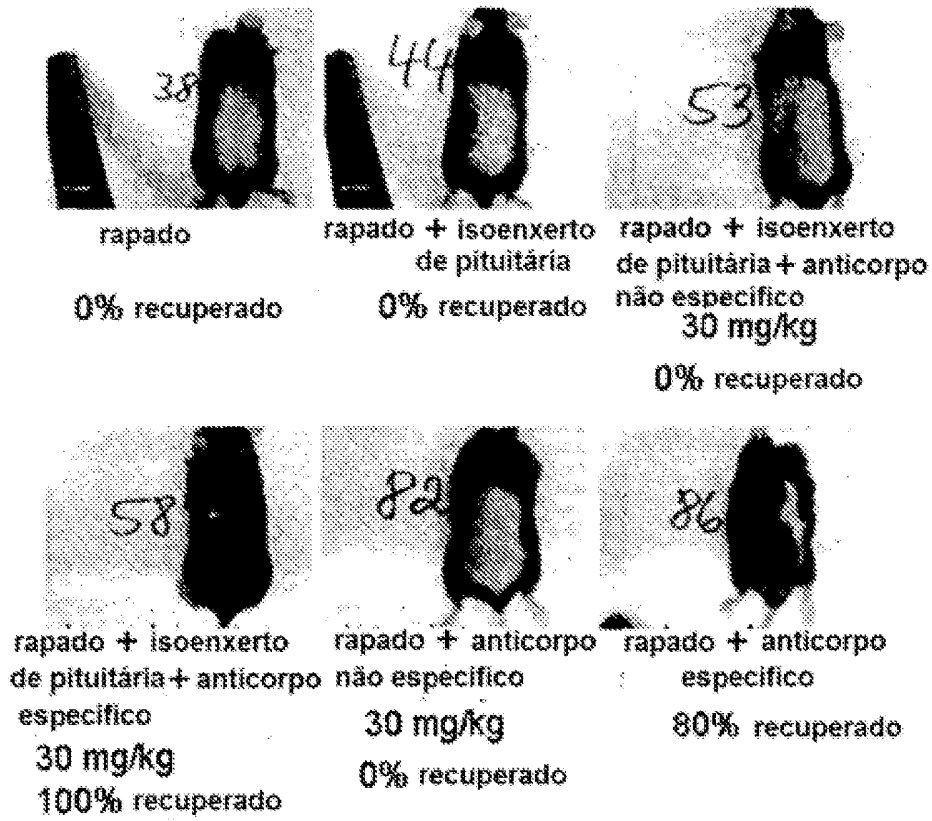 38
rapado
0% recuperado
44
rapado + isoenxerto
de pituitária
0% recuperado
53
rapado + isoenxerto
de pituitária + anticorpo
não específico
30 mg/kg
0% recuperado
58
rapado + isoenxerto
de pituitária + anticorpo
específico
30 mg/kg
100% recuperado
82
rapado + anticorpo
não específico
30 mg/kg
0% recuperado
86
rapado + anticorpo
específico
80% recuperado